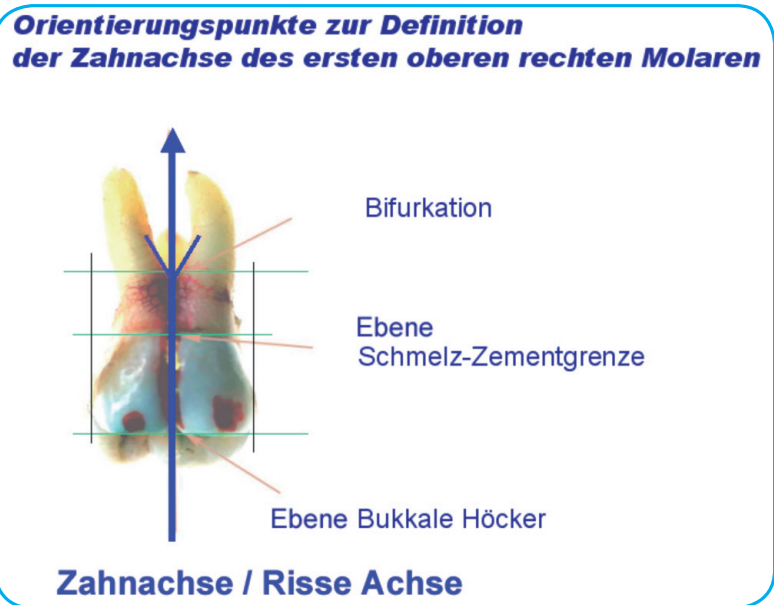 Orientierungspunkte zur Definition
der Zahnachse des ersten oberen rechten Molaren
Bifurkation
Ebene
Schmelz-Zementgrenze
Ebene Bukkale Höcker
Zahnachse / Risse Achse